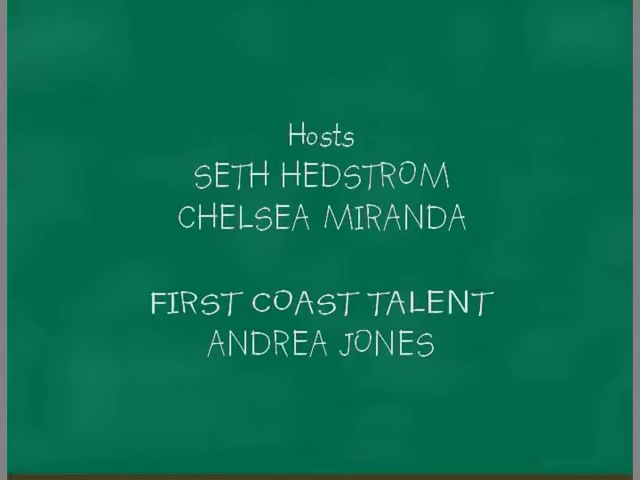 Hosts
SETH HEDSTROM
CHELSEA MIRANDA
FIRST COAST TALENT
ANDREA JONES